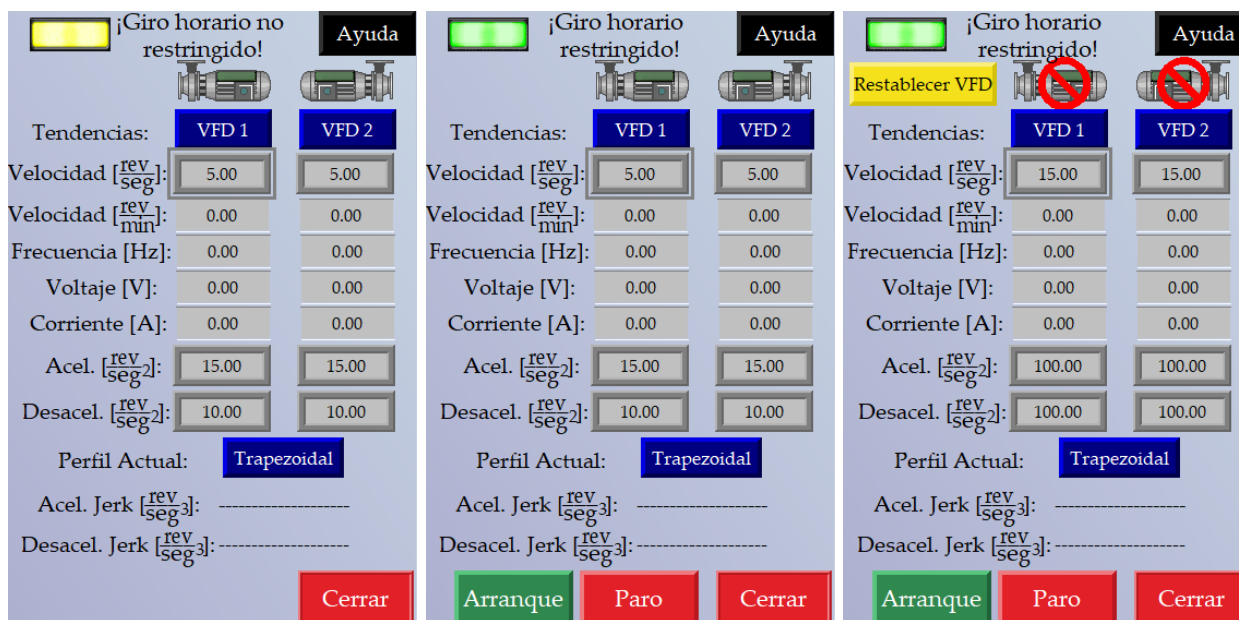 ¡Giro horario no
restringido!
Ayuda
Tendencias: VFD 1 VFD 2
Velocidad [rev/seg]: 5.00 5.00
Velocidad [rev/min]: 0.00 0.00
Frecuencia [Hz]: 0.00 0.00
Voltaje [V]: 0.00 0.00
Corriente [A]: 0.00 0.00
Acel. [rev/seg2]: 15.00 15.00
Desacel. [rev/seg2]: 10.00 10.00
Perfil Actual: Trapezoidal
Acel. Jerk [rev/seg3]: --------------------
Desacel. Jerk [rev/seg3]: --------------------
Cerrar
¡Giro horario
restringido!
Ayuda
Tendencias: VFD 1 VFD 2
Velocidad [rev/seg]: 5.00 5.00
Velocidad [rev/min]: 0.00 0.00
Frecuencia [Hz]: 0.00 0.00
Voltaje [V]: 0.00 0.00
Corriente [A]: 0.00 0.00
Acel. [rev/seg2]: 15.00 15.00
Desacel. [rev/seg2]: 10.00 10.00
Perfil Actual: Trapezoidal
Acel. Jerk [rev/seg3]: --------------------
Desacel. Jerk [rev/seg3]: --------------------
Arranque Paro Cerrar
¡Giro horario
restringido!
Ayuda
Restablecer VFD
Tendencias: VFD 1 VFD 2
Velocidad [rev/seg]: 15.00 15.00
Velocidad [rev/min]: 0.00 0.00
Frecuencia [Hz]: 0.00 0.00
Voltaje [V]: 0.00 0.00
Corriente [A]: 0.00 0.00
Acel. [rev/seg2]: 100.00 100.00
Desacel. [rev/seg2]: 100.00 100.00
Perfil Actual: Trapezoidal
Acel. Jerk [rev/seg3]: --------------------
Desacel. Jerk [rev/seg3]: --------------------
Arranque Paro Cerrar